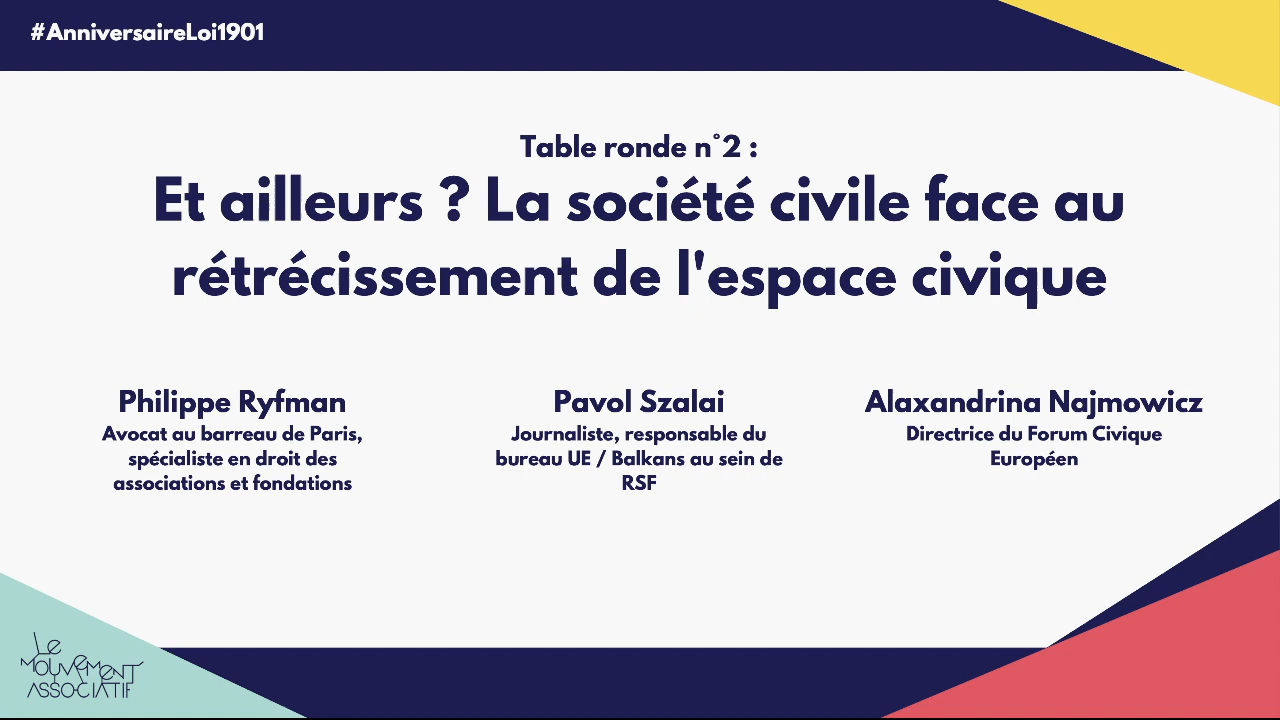 #AnniversaireLoi1901
Table ronde n°2 :
Et ailleurs ? La société civile face au
rétrécissement de l'espace civique
Philippe Ryfman
Avocat au barreau de Paris,
spécialiste en droit des
associations et fondations
Pavol Szalai
Journaliste, responsable du
bureau UE / Balkans au sein de
RSF
Alaxandrina Najmowicz
Directrice du Forum Civique
Européen
Le
MOUVEMENT
ASSOCIATIF